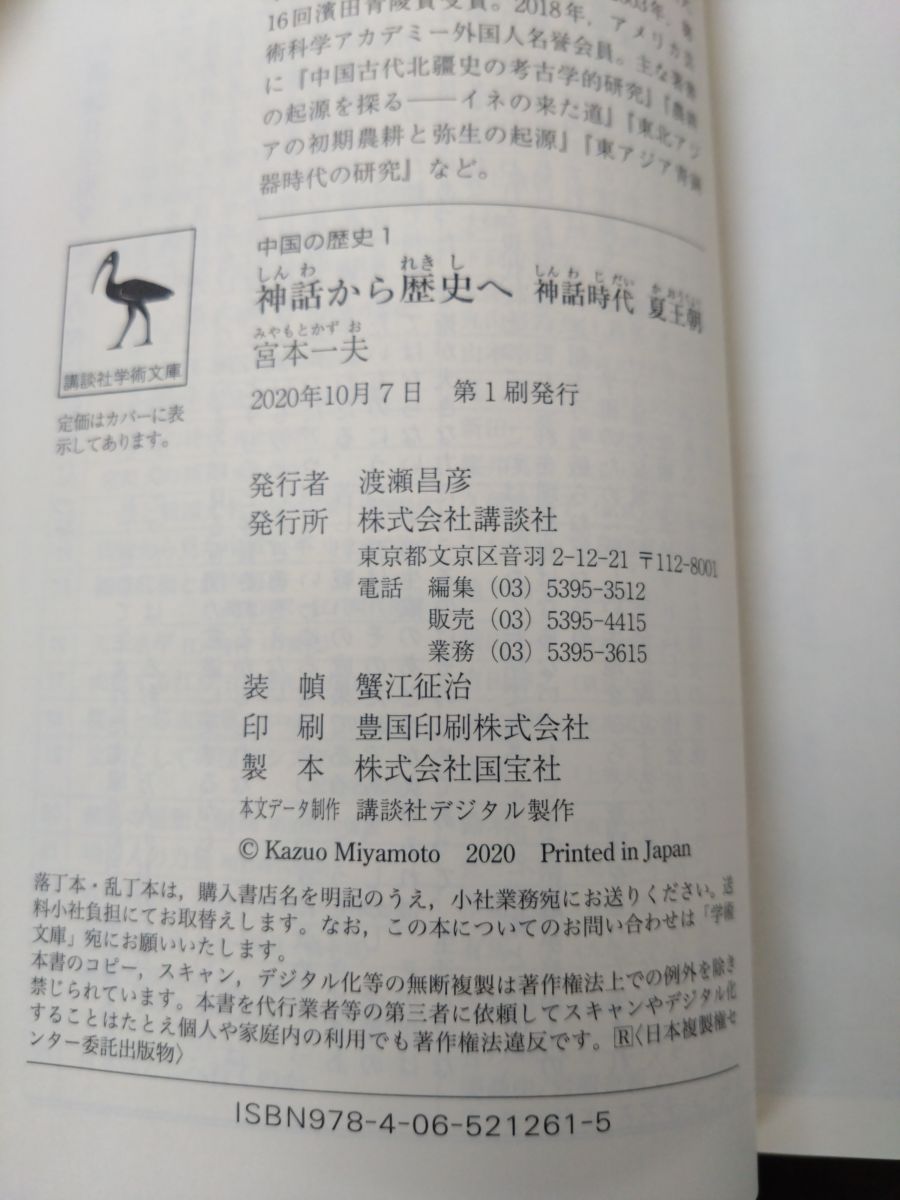 16回濱田青陵賞受賞。2018年，アメリカ芸
術科学アカデミー外国人名誉会員。主な著書
に『中国古代北疆史の考古学的研究』『農耕
の起源を探る――イネの来た道』『東北アジ
アの初期農耕と弥生の起源』『東アジア青銅
器時代の研究』など。
中国の歴史1
しんわ れきし しんわじだい かおうちょう
神話から歴史へ 神話時代 夏王朝
みやもとかずお
宮本一夫
2020年10月7日 第1刷発行
講談社学術文庫
定価はカバーに表
示してあります。
発行者 渡瀬昌彦
発行所 株式会社講談社
東京都文京区音羽 2-12-21 〒112-8001
電話 編集 (03) 5395-3512
販売 (03) 5395-4415
業務 (03) 5395-3615
装 幀 蟹江征治
印 刷 豊国印刷株式会社
製 本 株式会社国宝社
本文データ制作 講談社デジタル製作
© Kazuo Miyamoto 2020 Printed in Japan
落丁本・乱丁本は，購入書店名を明記のうえ，小社業務宛にお送りください。送
料小社負担にてお取替えします。なお，この本についてのお問い合わせは「学術
文庫」宛にお願いいたします。
本書のコピー，スキャン，デジタル化等の無断複製は著作権法上での例外を除き
禁じられています。本書を代行業者等の第三者に依頼してスキャンやデジタル化
することはたとえ個人や家庭内の利用でも著作権法違反です。Ⓡ〈日本複製権セ
ンター委託出版物〉
ISBN978-4-06-521261-5